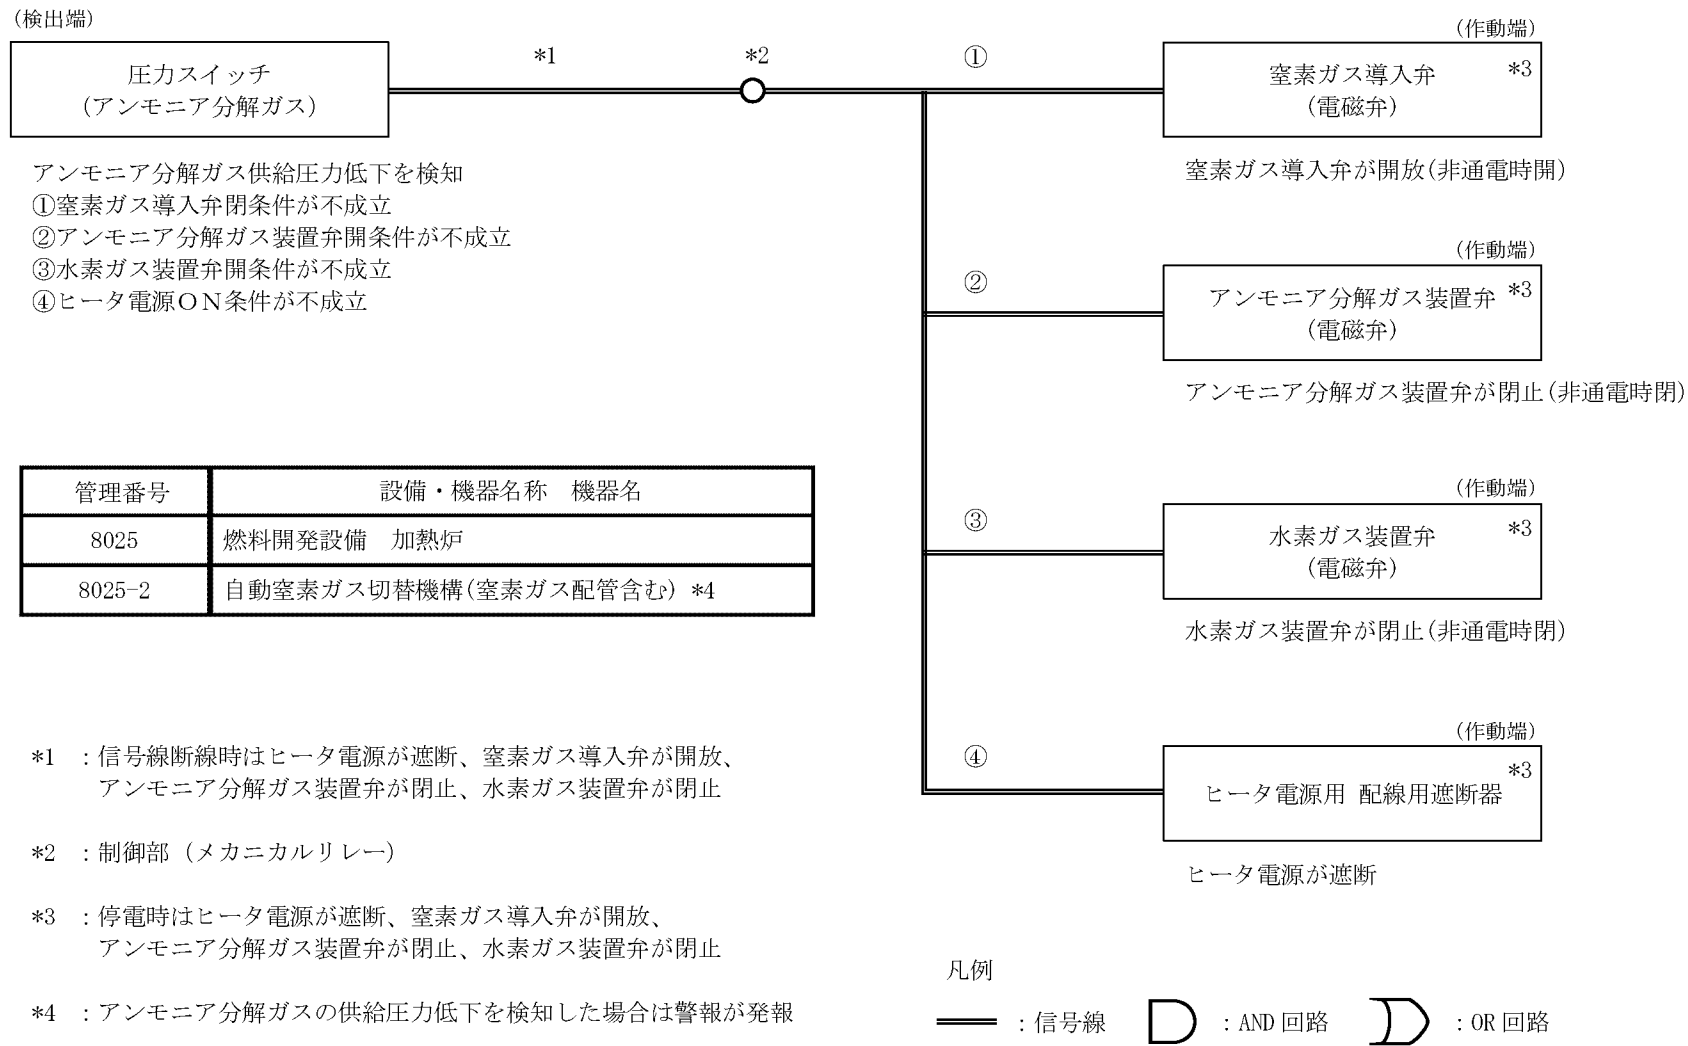 (検出端)
圧力スイッチ
(アンモニア分解ガス)
*1
*2
①
(作動端)
窒素ガス導入弁 *3
(電磁弁)
窒素ガス導入弁が開放(非通電時開)
アンモニア分解ガス供給圧力低下を検知
①窒素ガス導入弁閉条件が不成立
②アンモニア分解ガス装置弁開条件が不成立
③水素ガス装置弁開条件が不成立
④ヒータ電源ON条件が不成立
②
(作動端)
アンモニア分解ガス装置弁 *3
(電磁弁)
アンモニア分解ガス装置弁が閉止(非通電時閉)
管理番号 設備・機器名称 機器名
8025 燃料開発設備 加熱炉
8025-2 自動窒素ガス切替機構(窒素ガス配管含む) *4
③
(作動端)
水素ガス装置弁 *3
(電磁弁)
水素ガス装置弁が閉止(非通電時閉)
④
(作動端)
ヒータ電源用 配線用遮断器 *3
ヒータ電源が遮断
*1 :信号線断線時はヒータ電源が遮断、窒素ガス導入弁が開放、
アンモニア分解ガス装置弁が閉止、水素ガス装置弁が閉止
*2 :制御部(メカニカルリレー)
*3 :停電時はヒータ電源が遮断、窒素ガス導入弁が開放、
アンモニア分解ガス装置弁が閉止、水素ガス装置弁が閉止
*4 :アンモニア分解ガスの供給圧力低下を検知した場合は警報が発報
凡例
:信号線 :AND回路 :OR回路